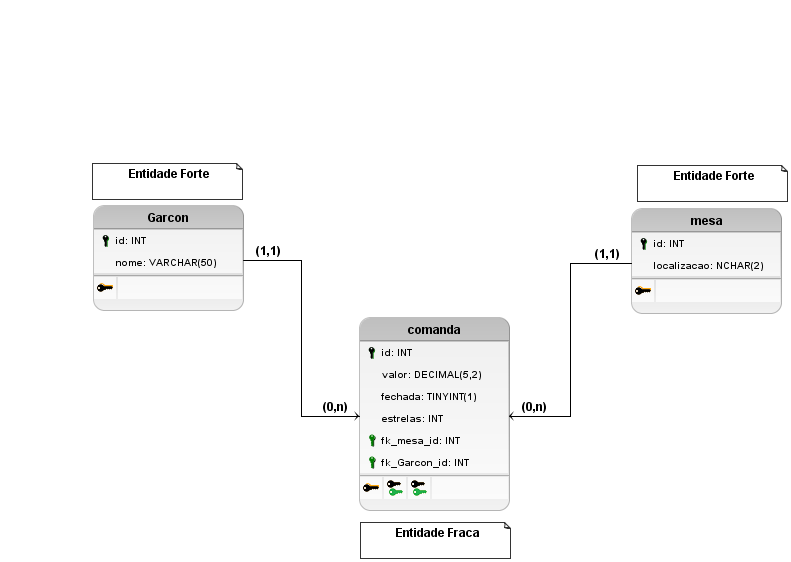 Entidade Forte
Garcon
id: INT
nome: VARCHAR(50)
(1,1)
Entidade Forte
mesa
id: INT
localizacao: NCHAR(2)
(1,1)
comanda
id: INT
valor: DECIMAL(5,2)
fechada: TINYINT(1)
estrelas: INT
fk_mesa_id: INT
fk_Garcon_id: INT
(0,n)
(0,n)
Entidade Fraca